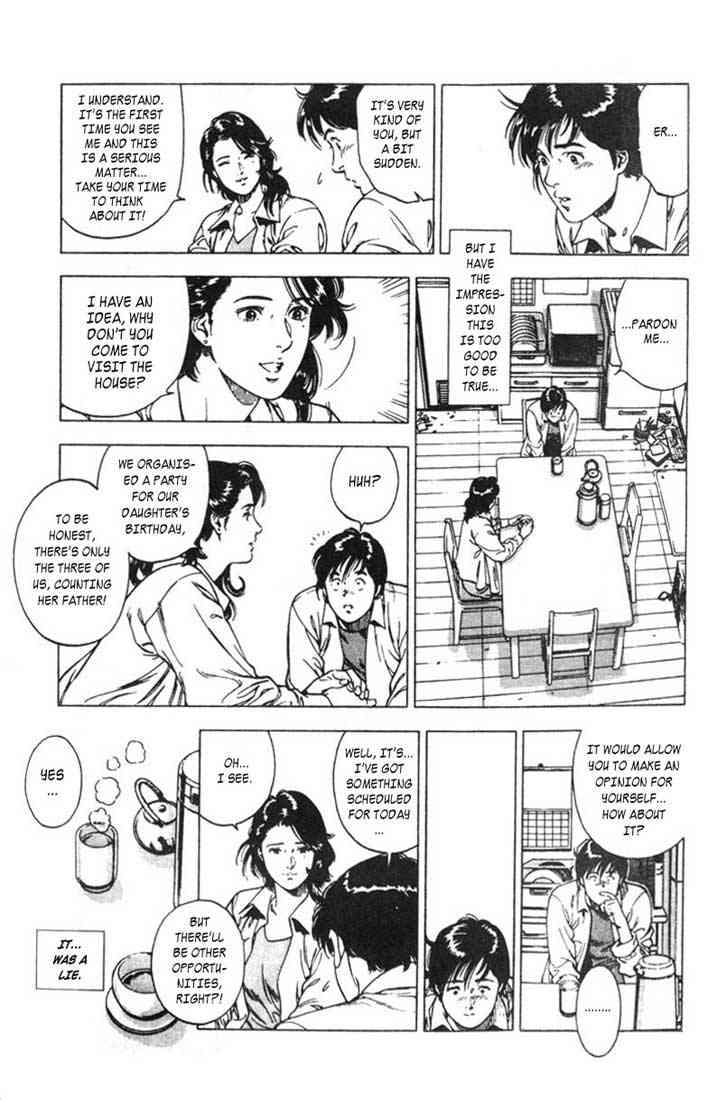 ER...
IT'S VERY
KIND OF
YOU, BUT
A BIT
SUDDEN.
I UNDERSTAND.
IT'S THE FIRST
TIME YOU SEE
ME AND THIS
IS A SERIOUS
MATTER...
TAKE YOUR TIME
TO THINK
ABOUT IT!
...PARDON
ME...
BUT I
HAVE
THE
IMPRES-
SION
THIS
IS TOO
GOOD
TO BE
TRUE...
I HAVE AN
IDEA, WHY
DON'T YOU
COME TO
VISIT THE
HOUSE?
HUH?
WE ORGANIS-
ED A PARTY
FOR OUR
DAUGHTER'S
BIRTHDAY,
TO BE
HONEST,
THERE'S ONLY
THE THREE OF
US, COUNTING
HER FATHER!
IT WOULD ALLOW
YOU TO MAKE AN
OPINION FOR
YOURSELF...
HOW ABOUT
IT?
........
WELL, IT'S...
I'VE GOT
SOMETHING
SCHEDULED
FOR TODAY
...
OH...
I SEE.
BUT
THERE'LL
BE OTHER
OPPORTU-
NITIES,
RIGHT?!
YES
...
IT...
WAS A
LIE.